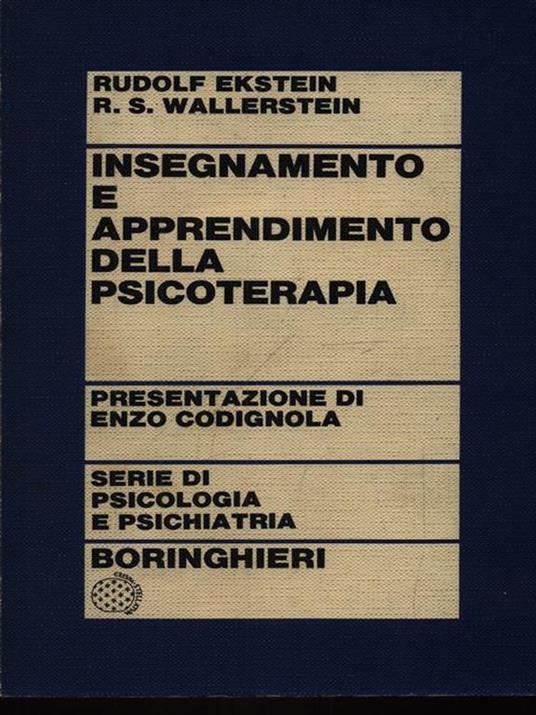 RUDOLF EKSTEIN
R. S. WALLERSTEIN
INSEGNAMENTO
E
APPRENDIMENTO
DELLA
PSICOTERAPIA
PRESENTAZIONE DI
ENZO CODIGNOLA
SERIE DI
PSICOLOGIA
E PSICHIATRIA
BORINGHIERI